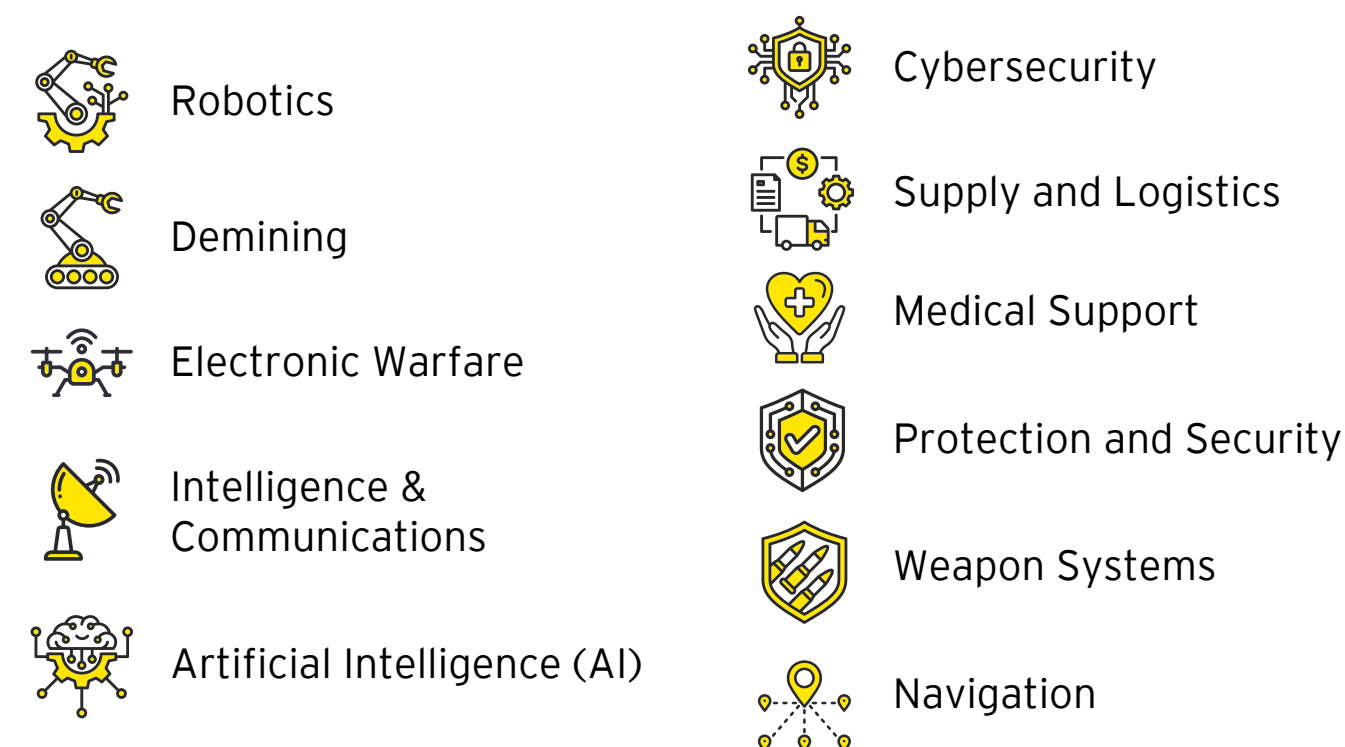 Robotics
Demining
Electronic Warfare
Intelligence &
Communications
Artificial Intelligence (AI)
Cybersecurity
Supply and Logistics
Medical Support
Protection and Security
Weapon Systems
Navigation